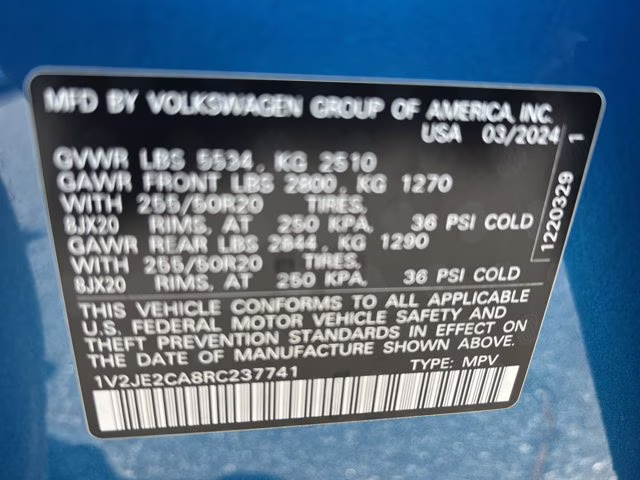 MFD BY VOLKSWAGEN GROUP OF AMERICA, INC.
USA 03/2024
GVWR LBS 5534, KG 2510
GAWR FRONT LBS 2800, KG 1270
WITH 255/50R20 TIRES,
8JX20 RIMS, AT 250 KPA, 36 PSI COLD
GAWR REAR LBS 2844, KG 1290
WITH 255/50R20 TIRES,
8JX20 RIMS, AT 250 KPA, 36 PSI COLD
THIS VEHICLE CONFORMS TO ALL APPLICABLE
U.S. FEDERAL MOTOR VEHICLE SAFETY AND
THEFT PREVENTION STANDARDS IN EFFECT ON
THE DATE OF MANUFACTURE SHOWN ABOVE.
1V2JE2CA8RC237741 TYPE: MPV
1220329 1